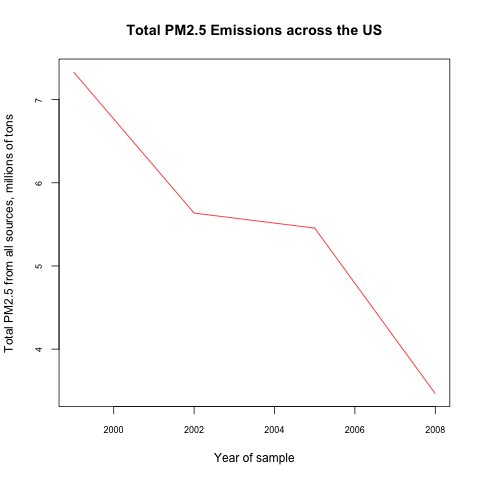 Total PM2.5 Emissions across the US
Total PM2.5 from all sources, millions of tons
7
6
5
4
2000 2002 2004 2006 2008
Year of sample